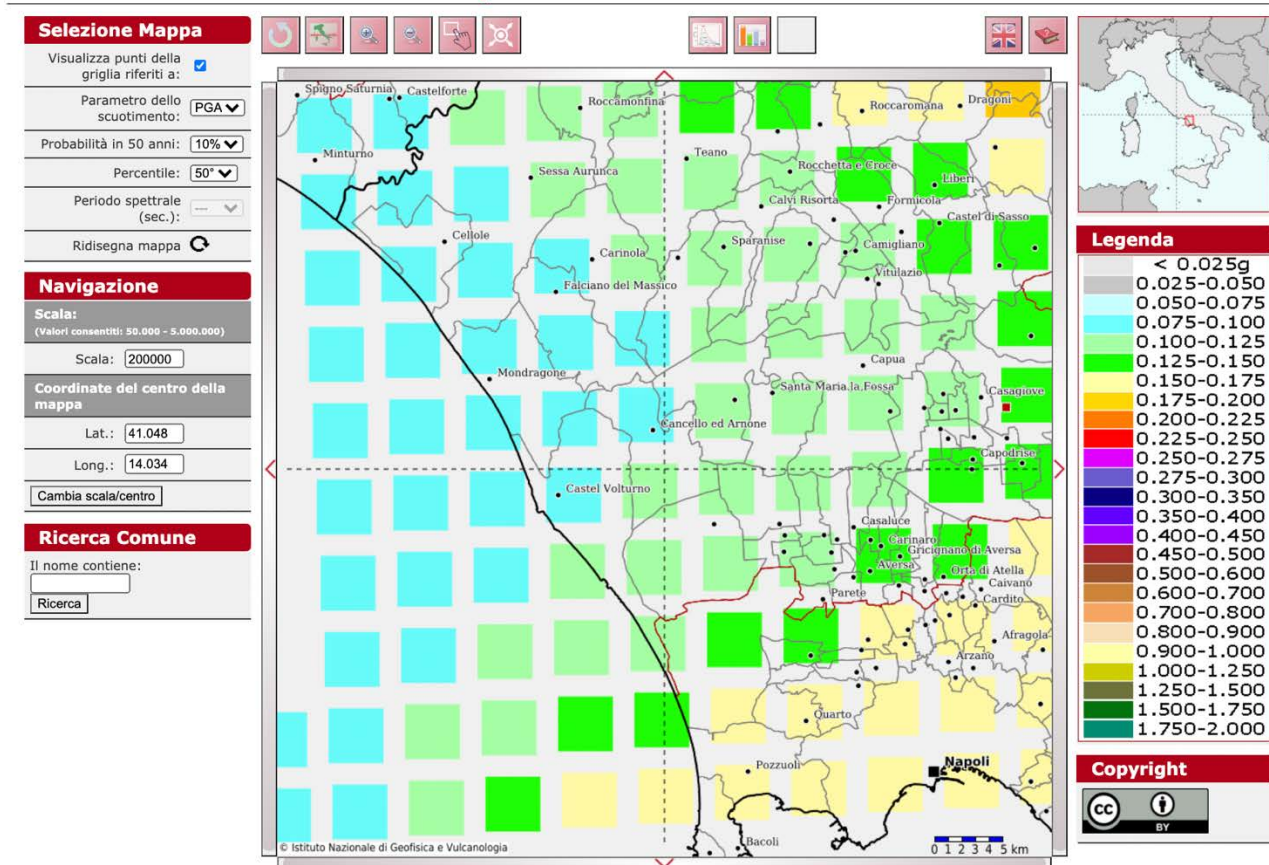 Selezione Mappa
Visualizza punti della
griglia riferiti a:
Parametro dello
scuotimento:
PGA
Probabilità in 50 anni:
10%
Percentile:
50°
Periodo spettrale
(sec.):
---
Ridisegna mappa
Navigazione
Scala:
(Valori consentiti: 50.000 - 5.000.000)
Scala:
200000
Coordinate del centro della
mappa
Lat.:
41.048
Long.:
14.034
Cambia scala/centro
Ricerca Comune
Il nome contiene:
Ricerca
Spigno Saturnia
Castelforte
Roccamonfina
Roccaromana
Dragoni
Minturno
Teano
Sessa Aurunca
Rocchetta e Croce
Liberi
Calvi Risorta
Formicola
Castel di Sasso
Cellole
Sparanise
Camigliano
Carinola
Vitulazio
Falciano del Massico
Capua
Mondragone
Santa Maria la Fossa
Casagiove
Cancello ed Arnone
Capodrise
Castel Volturno
Casaluce
Carinaro
Gricignano di Aversa
Aversa
Orta di Atella
Caivano
Parete
Cardito
Afragola
Arzano
Quarto
Pozzuoli
Napoli
Bacoli
© Istituto Nazionale di Geofisica e Vulcanologia
0 1 2 3 4 5 km
Legenda
< 0.025g
0.025-0.050
0.050-0.075
0.075-0.100
0.100-0.125
0.125-0.150
0.150-0.175
0.175-0.200
0.200-0.225
0.225-0.250
0.250-0.275
0.275-0.300
0.300-0.350
0.350-0.400
0.400-0.450
0.450-0.500
0.500-0.600
0.600-0.700
0.700-0.800
0.800-0.900
0.900-1.000
1.000-1.250
1.250-1.500
1.500-1.750
1.750-2.000
Copyright
cc
BY